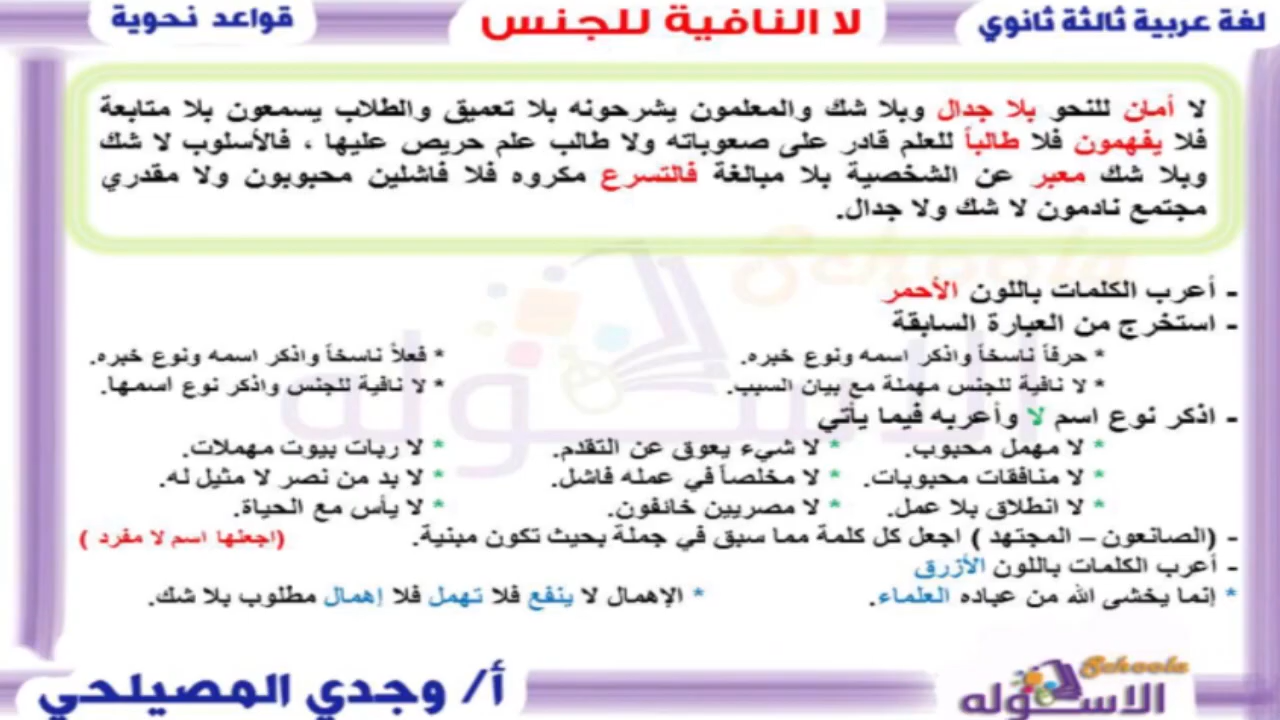 لغة عربية ثالثة ثانوي
لا النافية للجنس
قواعد نحوية
لا أمان للنحو بلا جدال وبلا شك والمعلمون يشرحونه بلا تعميق والطلاب يسمعون بلا متابعة
فلا يفهمون فلا طالباً للعلم قادر على صعوباته ولا طالب علم حريص عليها ، فالأسلوب لا شك
وبلا شك معبر عن الشخصية بلا مبالغة فالتسرع مكروه فلا فاشلين محبوبون ولا مقدري
مجتمع نادمون لا شك ولا جدال.
- أعرب الكلمات باللون الأحمر
- استخرج من العبارة السابقة
* حرفاً ناسخاً واذكر اسمه ونوع خبره. * فعلاً ناسخاً واذكر اسمه ونوع خبره.
* لا نافية للجنس مهملة مع بيان السبب. * لا نافية للجنس واذكر نوع اسمها.
- اذكر نوع اسم لا وأعربه فيما يأتي
* لا مهمل محبوب. * لا شيء يعوق عن التقدم. * لا ربات بيوت مهملات.
* لا منافقات محبوبات. * لا مخلصاً في عمله فاشل. * لا بد من نصر لا مثيل له.
* لا انطلاق بلا عمل. * لا مصريين خائفون. * لا يأس مع الحياة.
- (الصانعون – المجتهد ) اجعل كل كلمة مما سبق في جملة بحيث تكون مبنية. (اجعلها اسم لا مفرد )
- أعرب الكلمات باللون الأزرق
* إنما يخشى الله من عباده العلماء. * الإهمال لا ينفع فلا تهمل فلا إهمال مطلوب بلا شك.
أ/ وجدي المصيلحي
Schoola
الاسكوله